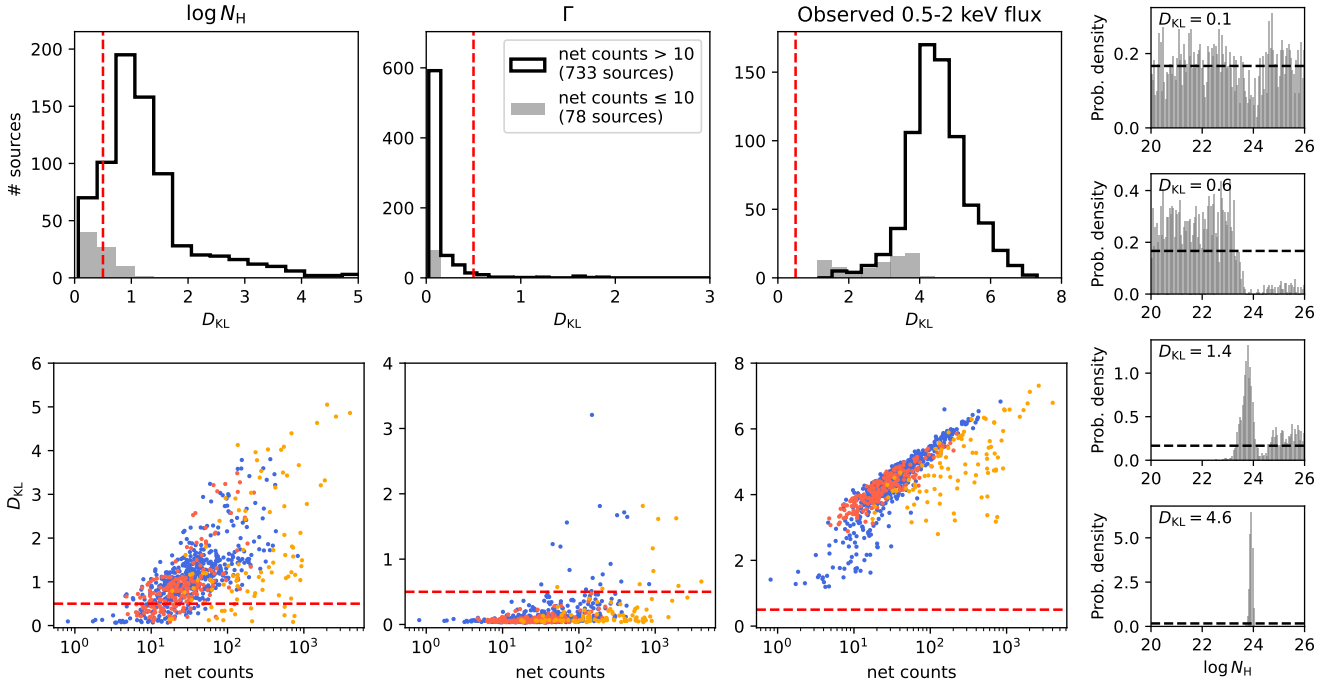 log N_H
Γ
Observed 0.5-2 keV flux
# sources
200
150
100
50
0
0 1 2 3 4 5
D_KL
600
400
200
0
0 1 2 3
D_KL
net counts > 10
(733 sources)
net counts ≤ 10
(78 sources)
150
100
50
0
0 2 4 6 8
D_KL
D_KL
6
5
4
3
2
1
0
10^0 10^1 10^2 10^3
net counts
4
3
2
1
0
10^0 10^1 10^2 10^3
net counts
8
6
4
2
0
10^0 10^1 10^2 10^3
net counts
Prob. density
D_KL = 0.1
0.2
0.0
20 22 24 26
Prob. density
D_KL = 0.6
0.4
0.2
0.0
20 22 24 26
Prob. density
D_KL = 1.4
1.0
0.5
0.0
20 22 24 26
Prob. density
D_KL = 4.6
5.0
2.5
0.0
20 22 24 26
log N_H